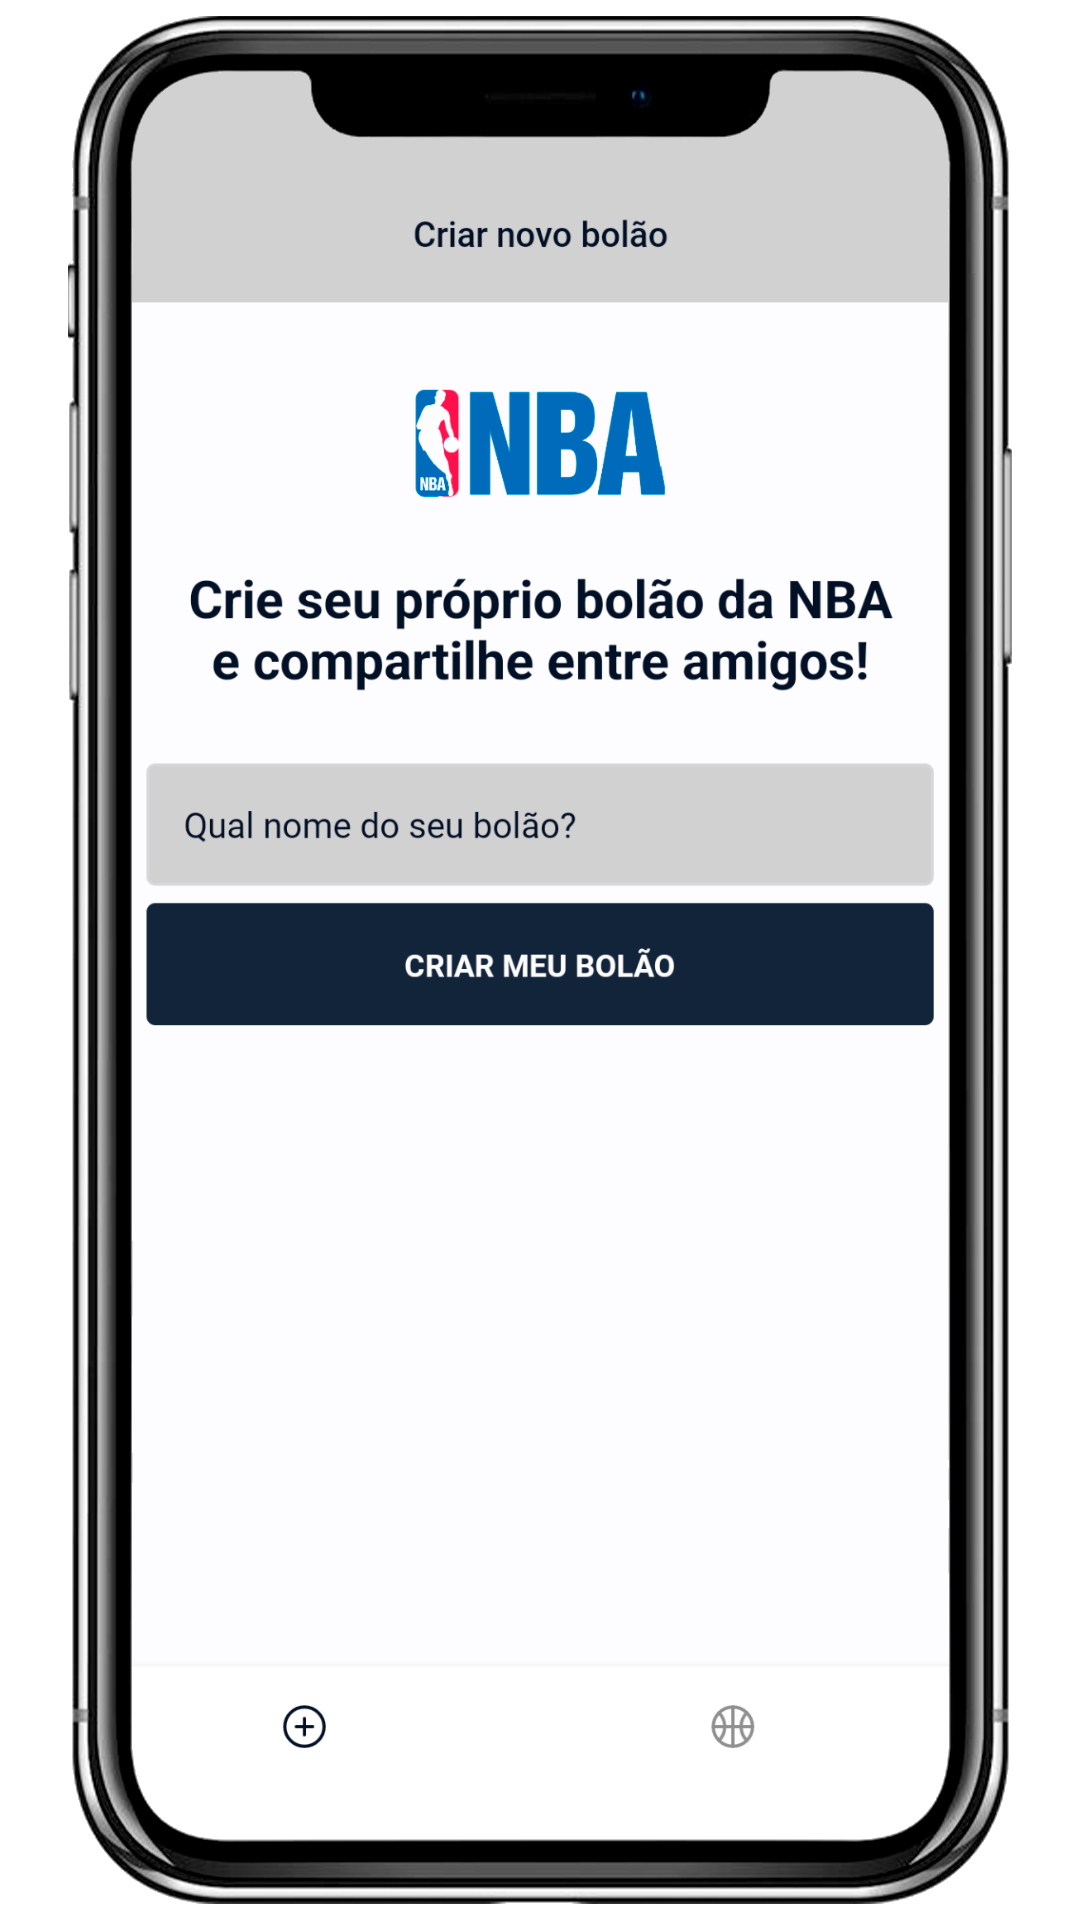 Criar novo bolão
NBA NBA
Crie seu próprio bolão da NBA
e compartilhe entre amigos!
Qual nome do seu bolão?
CRIAR MEU BOLÃO